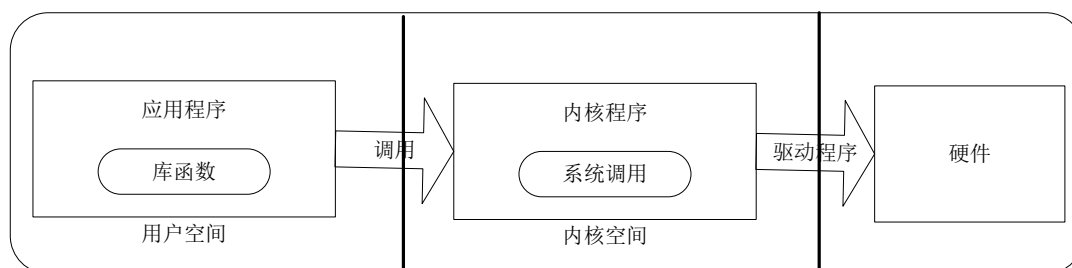 应用程序
库函数
用户空间
调用
内核程序
系统调用
内核空间
驱动程序
硬件